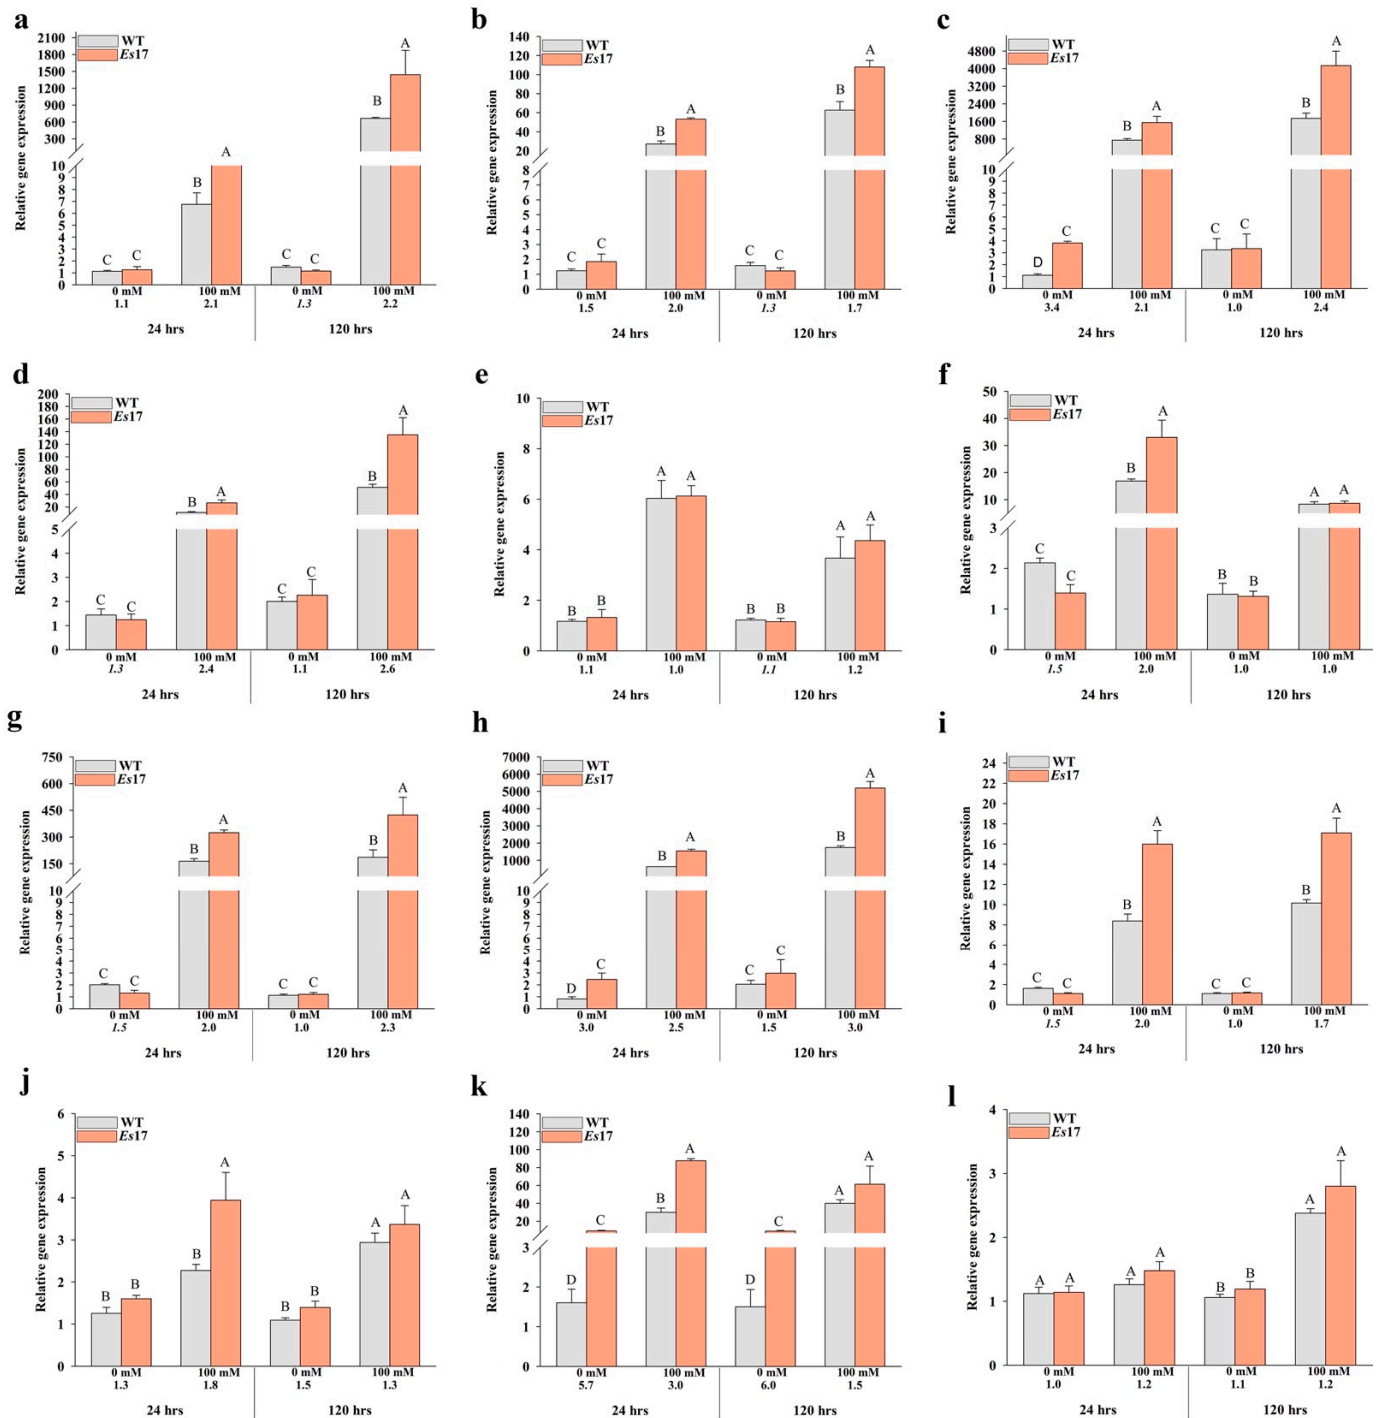 a
WT
Es17
Relative gene expression
2100
1800
1500
1200
900
600
300
10
9
8
7
6
5
4
3
2
1
0
C C B A C C B A
0 mM 100 mM 0 mM 100 mM
1.1 2.1 1.3 2.2
24 hrs 120 hrs
b
WT
Es17
Relative gene expression
140
120
100
80
60
40
20
8
7
6
5
4
3
2
1
0
C C B A C C B A
0 mM 100 mM 0 mM 100 mM
1.5 2.0 1.3 1.7
24 hrs 120 hrs
c
WT
Es17
Relative gene expression
4800
4000
3200
2400
1600
800
10
9
8
7
6
5
4
3
2
1
0
D C B A C C B A
0 mM 100 mM 0 mM 100 mM
3.4 2.1 1.0 2.4
24 hrs 120 hrs
d
WT
Es17
Relative gene expression
200
180
160
140
120
100
80
60
40
20
5
4
3
2
1
0
C C B A C C B A
0 mM 100 mM 0 mM 100 mM
1.3 2.4 1.1 2.6
24 hrs 120 hrs
e
WT
Es17
Relative gene expression
10
8
6
4
2
0
B B A A B B A A
0 mM 100 mM 0 mM 100 mM
1.1 1.0 1.1 1.2
24 hrs 120 hrs
f
WT
Es17
Relative gene expression
50
40
30
20
10
3
2
1
0
C C B A B B A A
0 mM 100 mM 0 mM 100 mM
1.5 2.0 1.0 1.0
24 hrs 120 hrs
g
WT
Es17
Relative gene expression
750
600
450
300
150
10
9
8
7
6
5
4
3
2
1
0
C C B A C C B A
0 mM 100 mM 0 mM 100 mM
1.5 2.0 1.0 2.3
24 hrs 120 hrs
h
WT
Es17
Relative gene expression
7000
6000
5000
4000
3000
2000
1000
10
9
8
7
6
5
4
3
2
1
0
D C B A C C B A
0 mM 100 mM 0 mM 100 mM
3.0 2.5 1.5 3.0
24 hrs 120 hrs
i
WT
Es17
Relative gene expression
24
22
20
18
16
14
12
10
8
6
4
2
0
C C B A C C B A
0 mM 100 mM 0 mM 100 mM
1.5 2.0 1.0 1.7
24 hrs 120 hrs
j
WT
Es17
Relative gene expression
6
5
4
3
2
1
0
B B B A B B A A
0 mM 100 mM 0 mM 100 mM
1.3 1.8 1.5 1.3
24 hrs 120 hrs
k
WT
Es17
Relative gene expression
140
120
100
80
60
40
20
3
2
1
0
D C B A D C A A
0 mM 100 mM 0 mM 100 mM
5.7 3.0 6.0 1.5
24 hrs 120 hrs
l
WT
Es17
Relative gene expression
4
3
2
1
0
A A A A B B A A
0 mM 100 mM 0 mM 100 mM
1.0 1.2 1.1 1.2
24 hrs 120 hrs